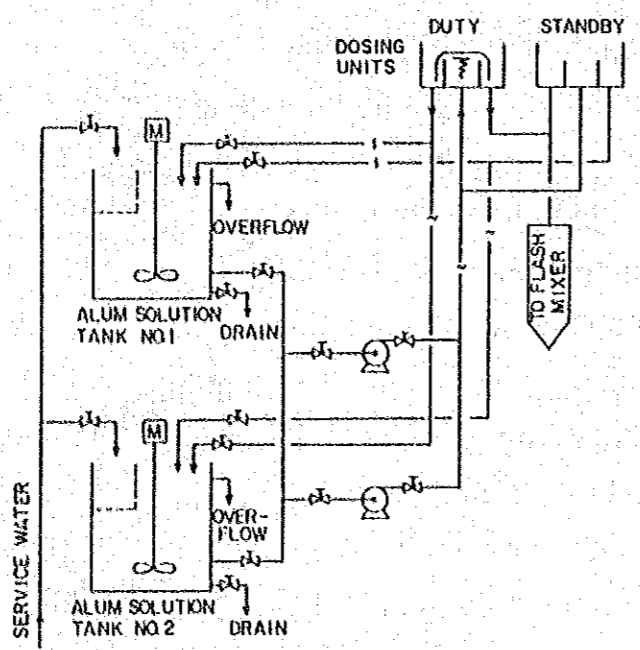 DUTY
STANDBY
DOSING
UNITS
M
OVERFLOW
ALUM SOLUTION
TANK NO.1
DRAIN
TO FLASH
MIXER
M
OVER-
FLOW
ALUM SOLUTION
TANK NO.2
DRAIN
SERVICE WATER